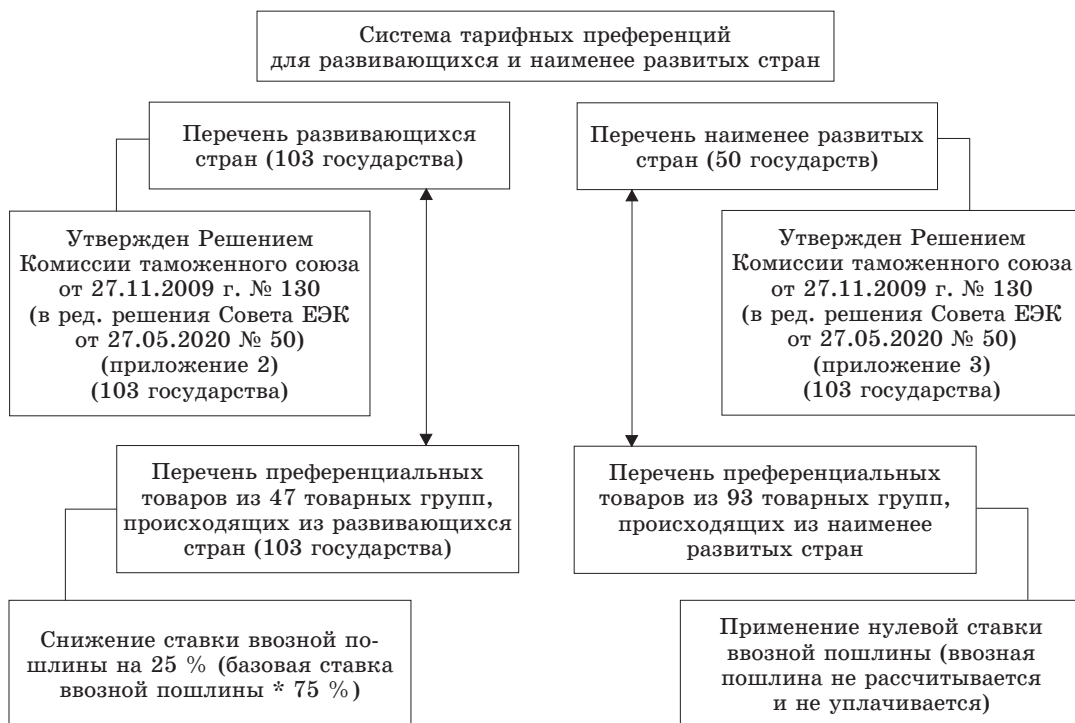 Система тарифных преференций
для развивающихся и наименее развитых стран
Перечень развивающихся
стран (103 государства)
Перечень наименее развитых
стран (50 государств)
Утвержден Решением
Комиссии таможенного союза
от 27.11.2009 г. № 130
(в ред. решения Совета ЕЭК
от 27.05.2020 № 50)
(приложение 2)
(103 государства)
Утвержден Решением
Комиссии таможенного союза
от 27.11.2009 г. № 130
(в ред. решения Совета ЕЭК
от 27.05.2020 № 50)
(приложение 3)
(103 государства)
Перечень преференциальных
товаров из 47 товарных групп,
происходящих из развивающихся
стран (103 государства)
Перечень преференциальных
товаров из 93 товарных групп,
происходящих из наименее
развитых стран
Снижение ставки ввозной по-
шлины на 25 % (базовая ставка
ввозной пошлины * 75 %)
Применение нулевой ставки
ввозной пошлины (ввозная
пошлина не рассчитывается
и не уплачивается)